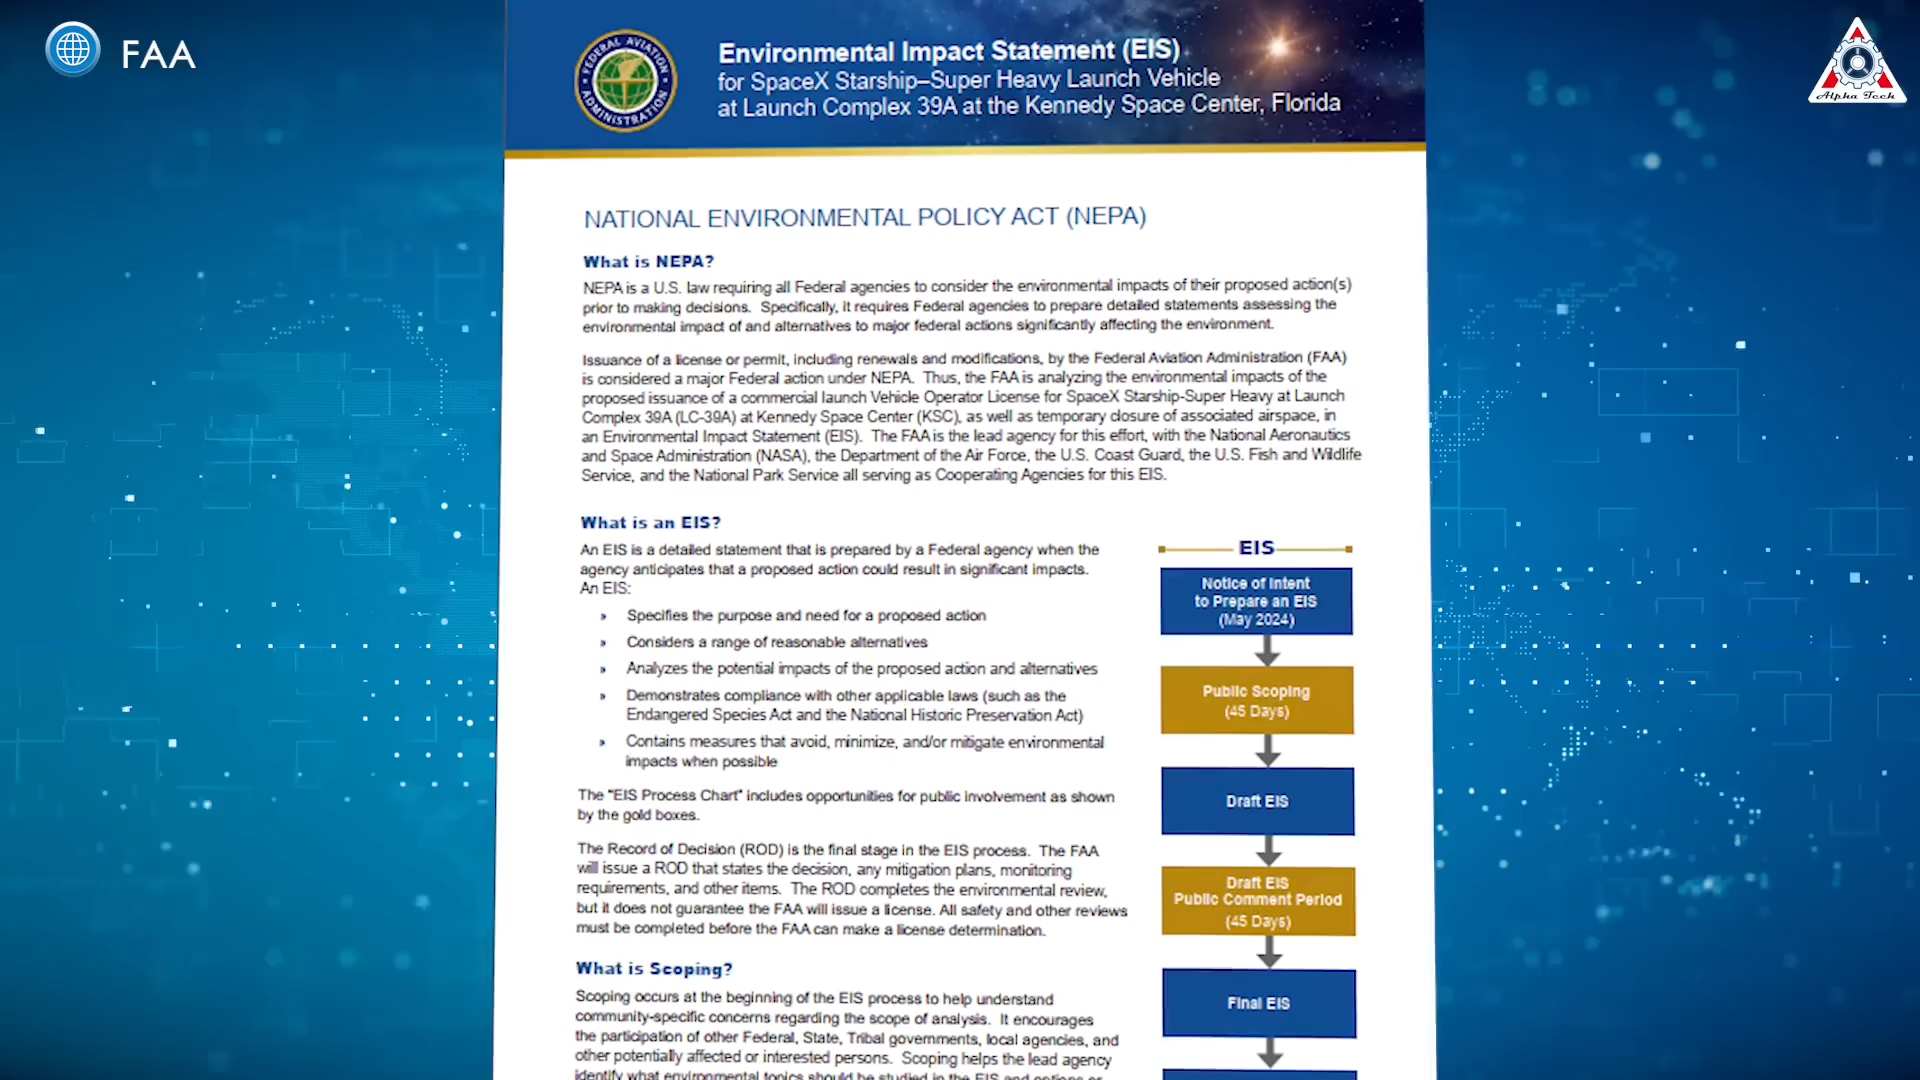 FAA
Alpha Tech
FEDERAL AVIATION
ADMINISTRATION
Environmental Impact Statement (EIS)
for SpaceX Starship–Super Heavy Launch Vehicle
at Launch Complex 39A at the Kennedy Space Center, Florida
NATIONAL ENVIRONMENTAL POLICY ACT (NEPA)
What is NEPA?
NEPA is a U.S. law requiring all Federal agencies to consider the environmental impacts of their proposed action(s)
prior to making decisions. Specifically, it requires Federal agencies to prepare detailed statements assessing the
environmental impact of and alternatives to major federal actions significantly affecting the environment.
Issuance of a license or permit, including renewals and modifications, by the Federal Aviation Administration (FAA)
is considered a major Federal action under NEPA. Thus, the FAA is analyzing the environmental impacts of the
proposed issuance of a commercial launch Vehicle Operator License for SpaceX Starship-Super Heavy at Launch
Complex 39A (LC-39A) at Kennedy Space Center (KSC), as well as temporary closure of associated airspace, in
an Environmental Impact Statement (EIS). The FAA is the lead agency for this effort, with the National Aeronautics
and Space Administration (NASA), the Department of the Air Force, the U.S. Coast Guard, the U.S. Fish and Wildlife
Service, and the National Park Service all serving as Cooperating Agencies for this EIS.
What is an EIS?
An EIS is a detailed statement that is prepared by a Federal agency when the
agency anticipates that a proposed action could result in significant impacts.
An EIS:
» Specifies the purpose and need for a proposed action
» Considers a range of reasonable alternatives
» Analyzes the potential impacts of the proposed action and alternatives
» Demonstrates compliance with other applicable laws (such as the
Endangered Species Act and the National Historic Preservation Act)
» Contains measures that avoid, minimize, and/or mitigate environmental
impacts when possible
The "EIS Process Chart" includes opportunities for public involvement as shown
by the gold boxes.
The Record of Decision (ROD) is the final stage in the EIS process. The FAA
will issue a ROD that states the decision, any mitigation plans, monitoring
requirements, and other items. The ROD completes the environmental review,
but it does not guarantee the FAA will issue a license. All safety and other reviews
must be completed before the FAA can make a license determination.
What is Scoping?
Scoping occurs at the beginning of the EIS process to help understand
community-specific concerns regarding the scope of analysis. It encourages
the participation of other Federal, State, Tribal governments, local agencies, and
other potentially affected or interested persons. Scoping helps the lead agency
identify what environmental topics should be studied in the EIS and options or
EIS
Notice of Intent
to Prepare an EIS
(May 2024)
Public Scoping
(45 Days)
Draft EIS
Draft EIS
Public Comment Period
(45 Days)
Final EIS